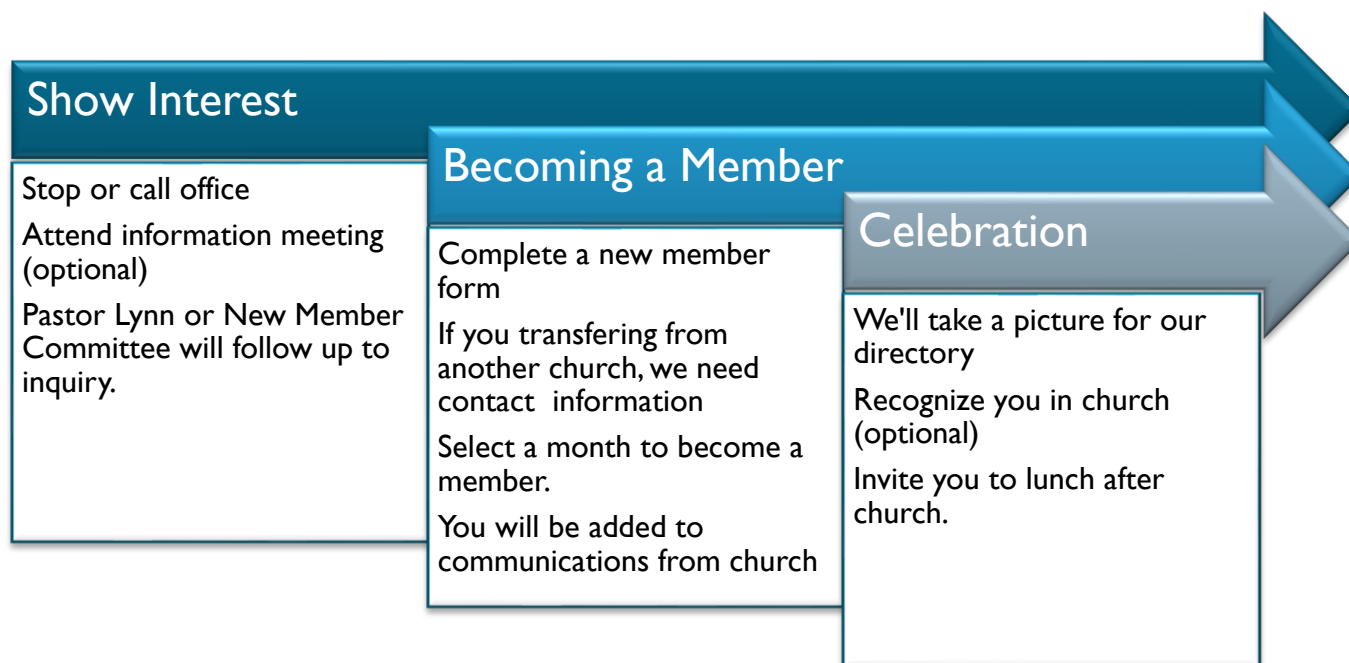 Show Interest
Stop or call office
Attend information meeting
(optional)
Pastor Lynn or New Member
Committee will follow up to
inquiry.
Becoming a Member
Complete a new member
form
If you transfering from
another church, we need
contact  information
Select a month to become a
member.
You will be added to
communications from church
Celebration
We'll take a picture for our
directory
Recognize you in church
(optional)
Invite you to lunch after
church.